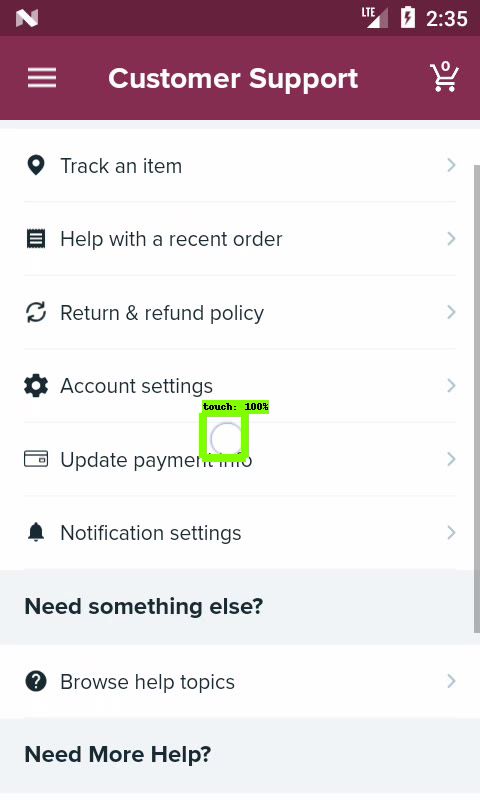 LTE 2:35
Customer Support
0
Track an item
Help with a recent order
Return & refund policy
Account settings
touch: 100%
Update payment info
Notification settings
Need something else?
Browse help topics
Need More Help?